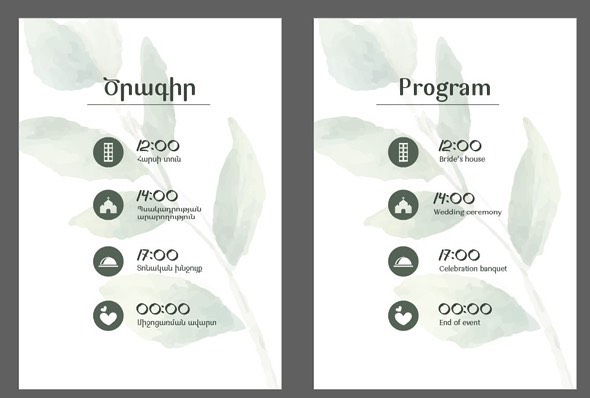 Ծրագիր
12:00
Հարսի տուն
14:00
Պսակադրության
արարողություն
17:00
Տոնական խնջույք
00:00
Միջոցառման ավարտ
Program
12:00
Bride's house
14:00
Wedding ceremony
17:00
Celebration banquet
00:00
End of event